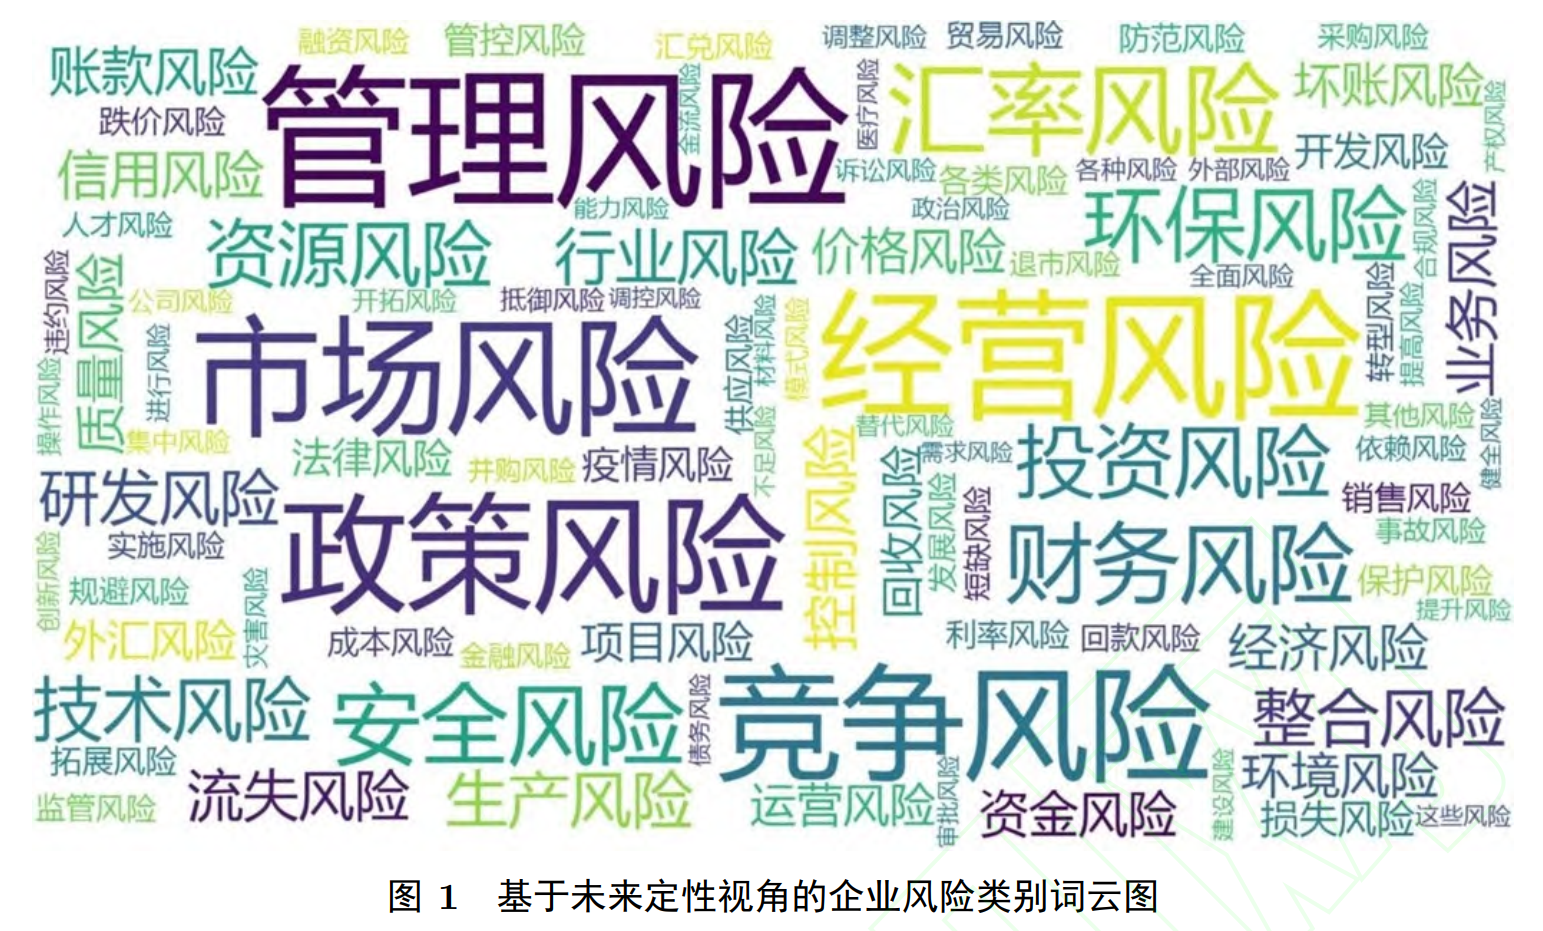 融资风险 管控风险 汇兑风险 调整风险 贸易风险 防范风险 采购风险
账款风险 管理风险 金流风险 医疗风险 汇率风险 坏账风险 产权风险
跌价风险 开发风险
信用风险 诉讼风险 各类风险 各种风险 外部风险
人才风险 能力风险 政治风险 环保风险 合规风险 业务风险
资源风险 行业风险 价格风险 退市风险 全面风险
违约风险 质量风险 公司风险 开拓风险 抵御风险 调控风险 材料风险 模式风险 经营风险 转型风险 提高风险
操作风险 进行风险 市场风险 供应风险
集中风险 替代风险 其他风险 健全风险
法律风险 并购风险 疫情风险 不足风险 控制风险 需求风险 投资风险 依赖风险
研发风险 政策风险 回收风险 发展风险 短缺风险 销售风险
创新风险 实施风险 财务风险 事故风险
规避风险 灾害风险 保护风险
提升风险
外汇风险 成本风险 金融风险 项目风险 利率风险 回款风险 经济风险
技术风险 安全风险 债务风险 竞争风险 整合风险
拓展风险 流失风险 生产风险 运营风险 审批风险 资金风险 建设风险 环境风险
监管风险 损失风险 这些风险
图 1 基于未来定性视角的企业风险类别词云图